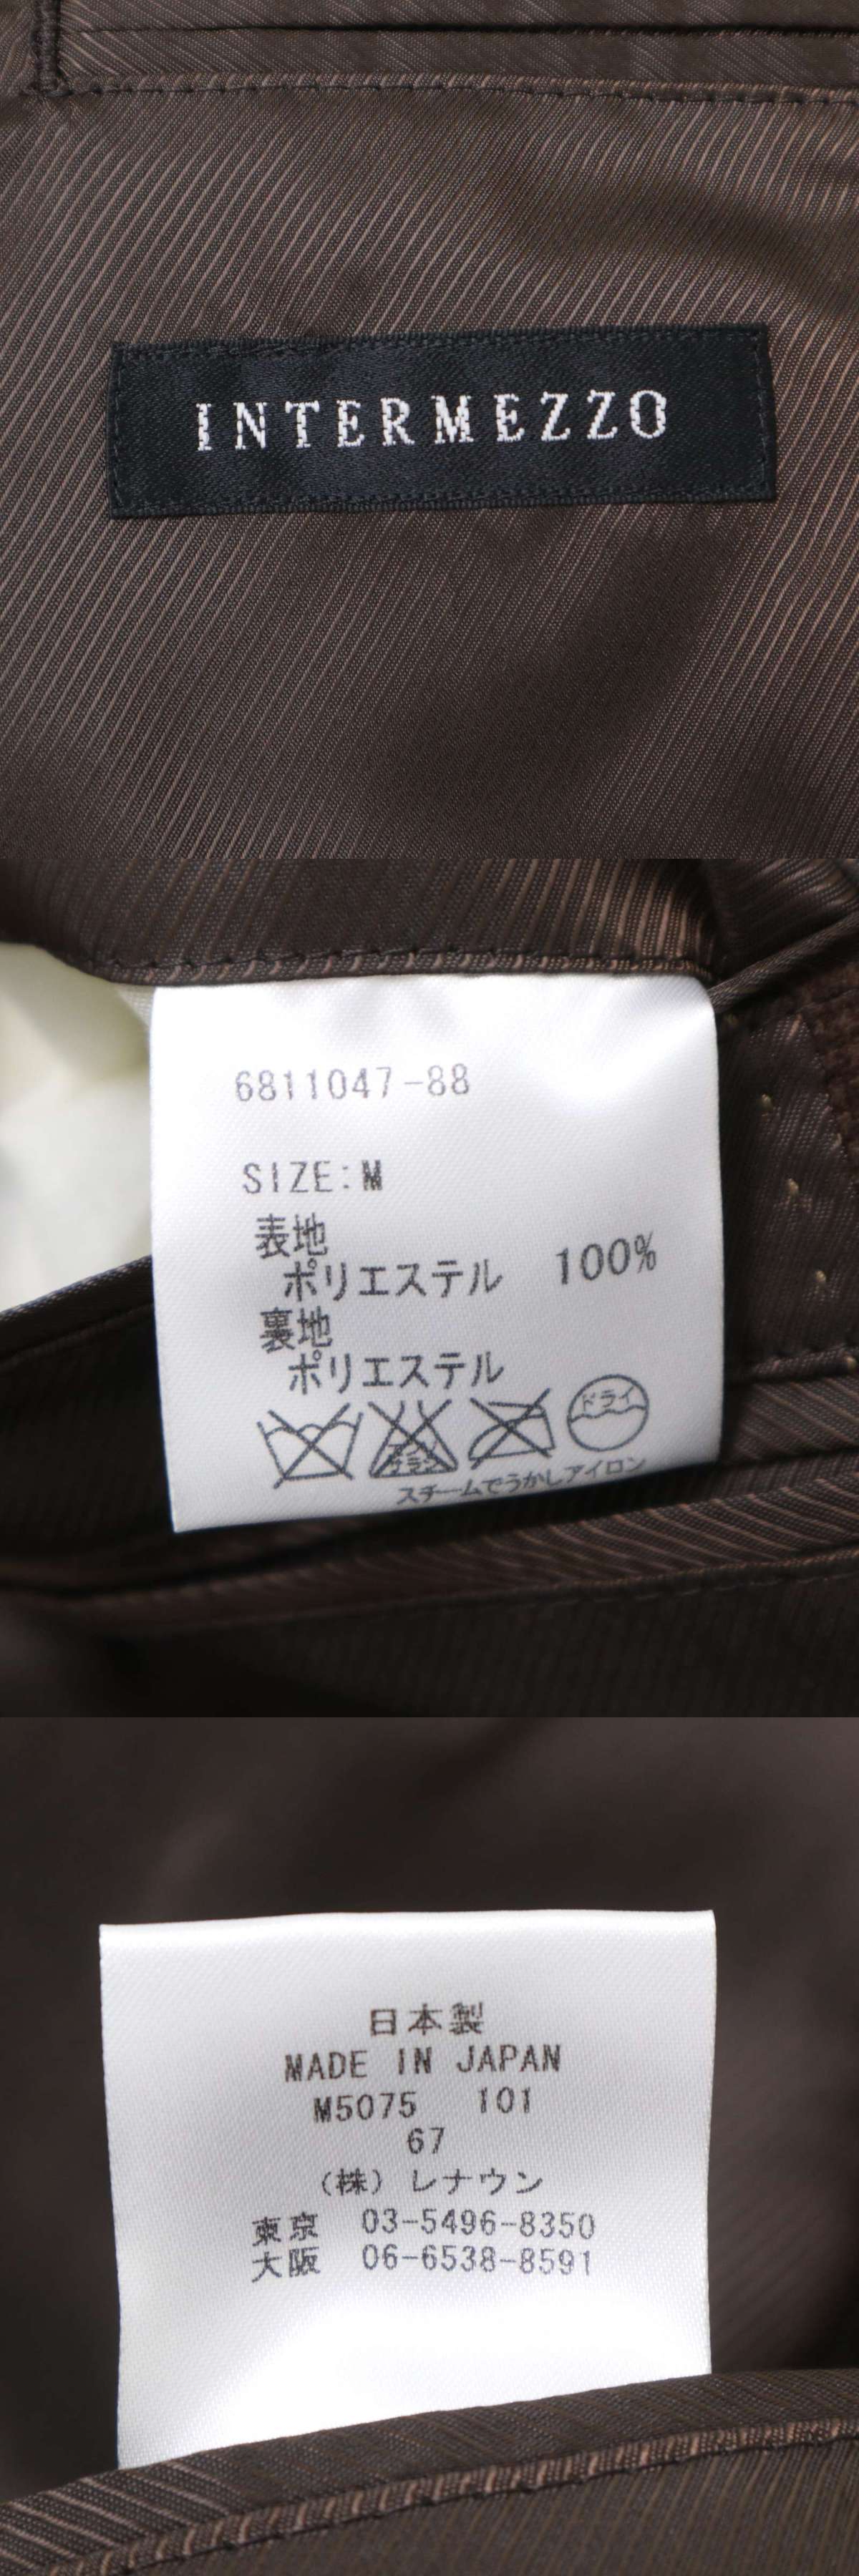 INTERMEZZO
6811047-88
SIZE:M
表地
ポリエステル 100%
裏地
ポリエステル
ドライ
スチームでうかしアイロン
日本製
MADE IN JAPAN
M5075 101
67
(株)レナウン
東京 03-5496-8350
大阪 06-6538-8591